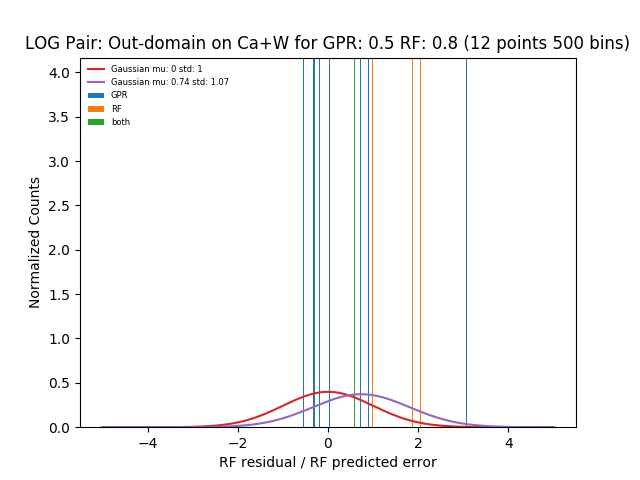 LOG Pair: Out-domain on Ca+W for GPR: 0.5 RF: 0.8 (12 points 500 bins)
Gaussian mu: 0 std: 1
Gaussian mu: 0.74 std: 1.07
GPR
RF
both
Normalized Counts
4.0
3.5
3.0
2.5
2.0
1.5
1.0
0.5
0.0
−4
−2
0
2
4
RF residual / RF predicted error